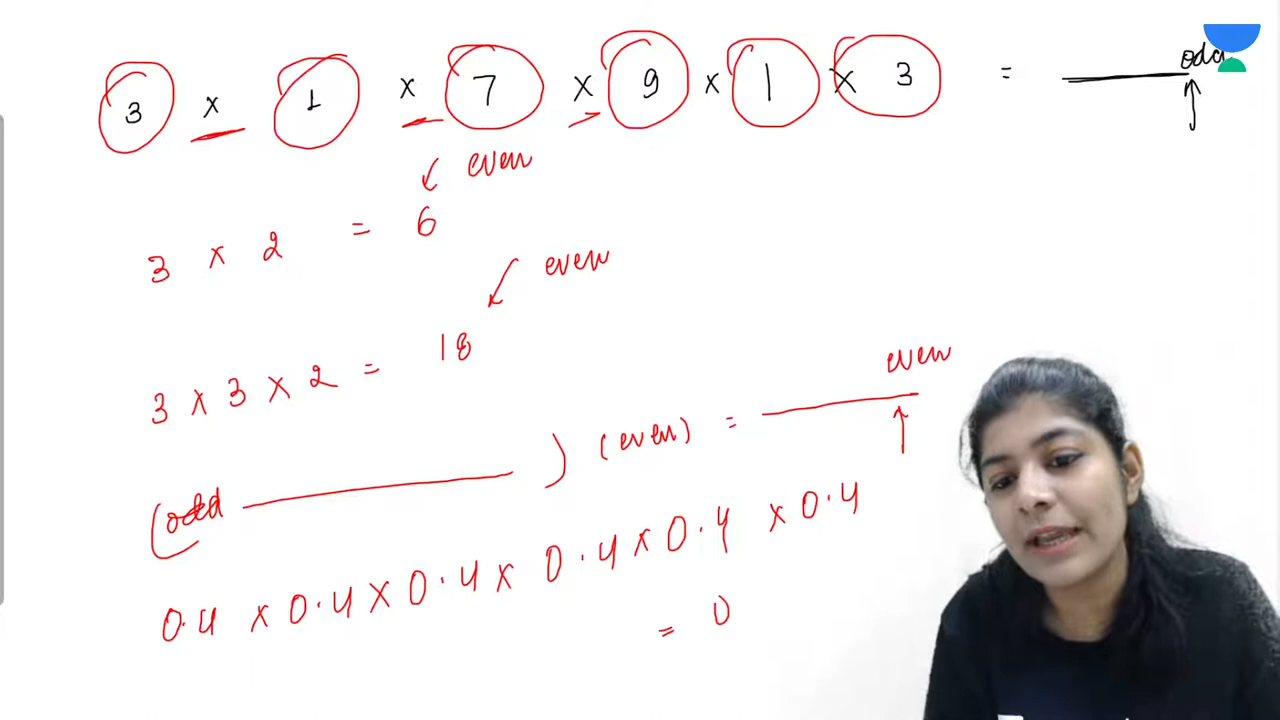 3 × 1 × 7 × 9 × 1 × 3 = odd
even
3 × 2 = 6
even
3 × 3 × 2 = 18
even
(odd ) (even) =
0.4 × 0.4 × 0.4 × 0.4 × 0.4 × 0.4
= 0